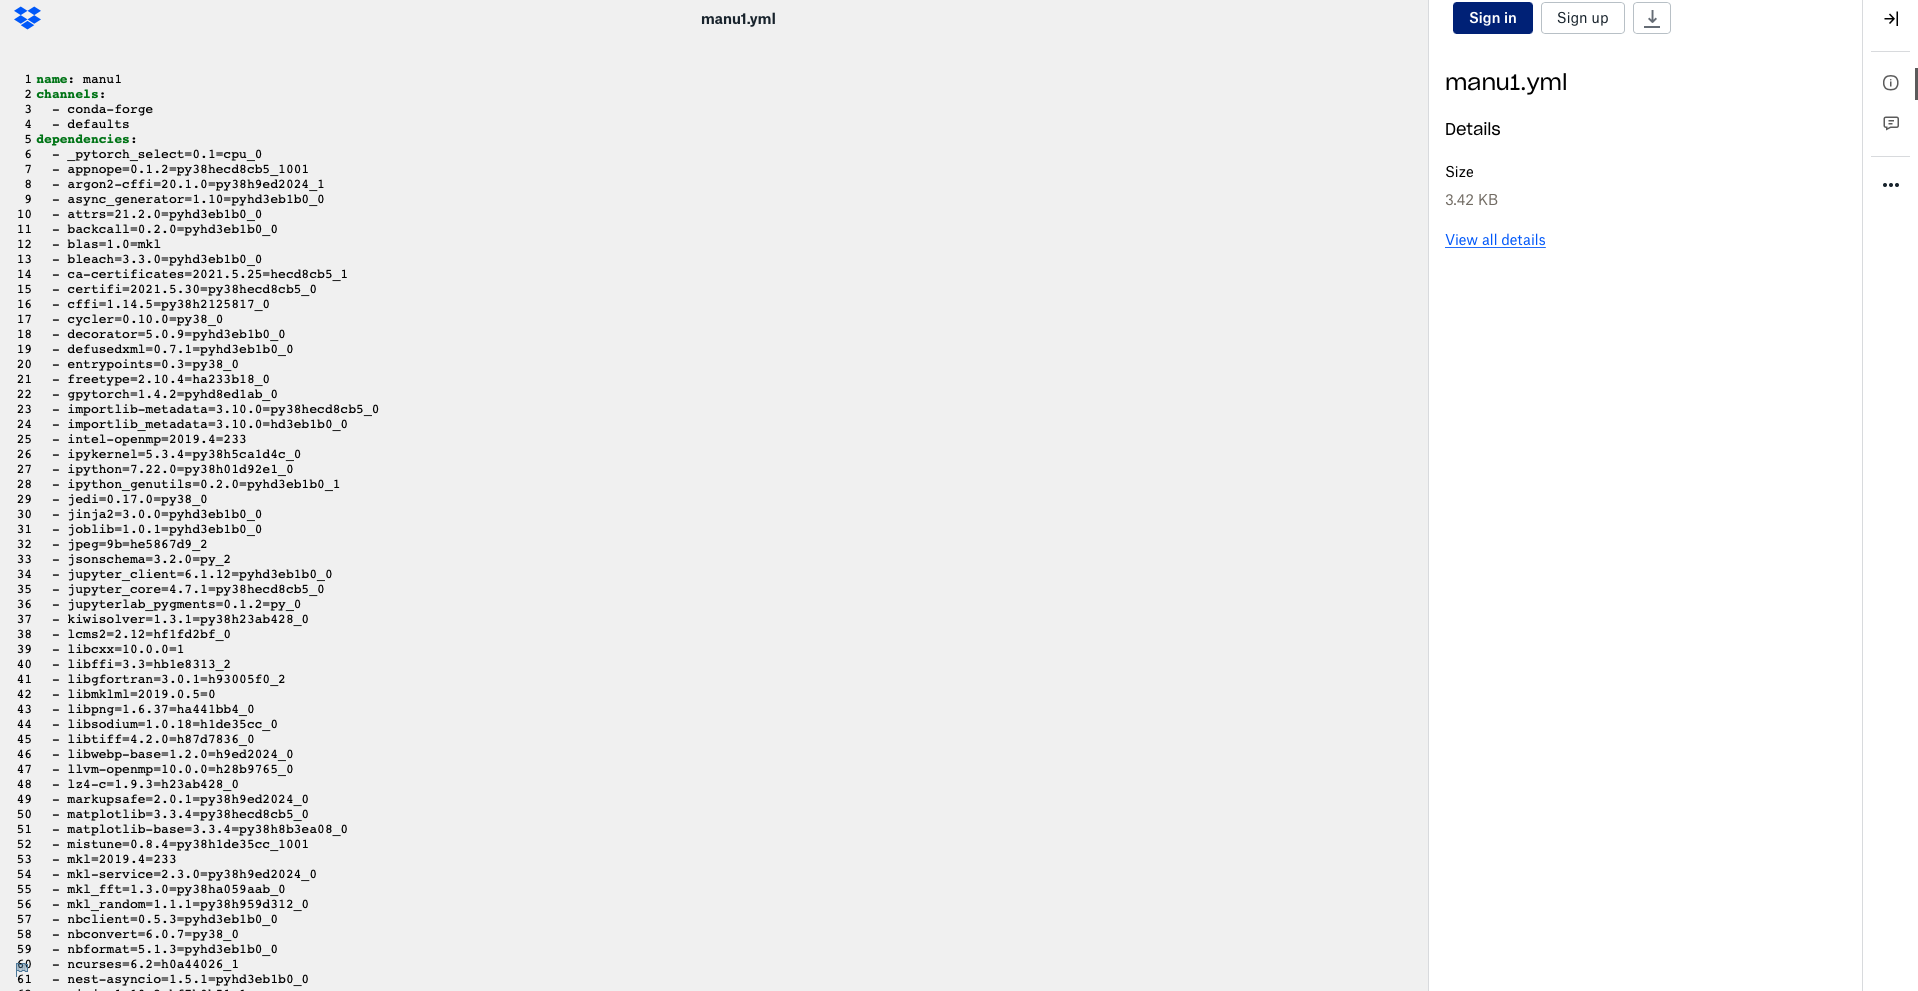 manu1.yml
1 name: manu1
2 channels:
3 - conda-forge
4 - defaults
5 dependencies:
6 - _pytorch_select=0.1=cpu_0
7 - appnope=0.1.2=py38hecd8cb5_1001
8 - argon2-cffi=20.1.0=py38h9ed2024_1
9 - async_generator=1.10=pyhd3eb1b0_0
10 - attrs=21.2.0=pyhd3eb1b0_0
11 - backcall=0.2.0=pyhd3eb1b0_0
12 - blas=1.0=mkl
13 - bleach=3.3.0=pyhd3eb1b0_0
14 - ca-certificates=2021.5.25=hecd8cb5_1
15 - certifi=2021.5.30=py38hecd8cb5_0
16 - cffi=1.14.5=py38h2125817_0
17 - cycler=0.10.0=py38_0
18 - decorator=5.0.9=pyhd3eb1b0_0
19 - defusedxml=0.7.1=pyhd3eb1b0_0
20 - entrypoints=0.3=py38_0
21 - freetype=2.10.4=ha233b18_0
22 - gpytorch=1.4.2=pyhd8ed1ab_0
23 - importlib-metadata=3.10.0=py38hecd8cb5_0
24 - importlib_metadata=3.10.0=hd3eb1b0_0
25 - intel-openmp=2019.4=233
26 - ipykernel=5.3.4=py38h5ca1d4c_0
27 - ipython=7.22.0=py38h01d92e1_0
28 - ipython_genutils=0.2.0=pyhd3eb1b0_1
29 - jedi=0.17.0=py38_0
30 - jinja2=3.0.0=pyhd3eb1b0_0
31 - joblib=1.0.1=pyhd3eb1b0_0
32 - jpeg=9b=he5867d9_2
33 - jsonschema=3.2.0=py_2
34 - jupyter_client=6.1.12=pyhd3eb1b0_0
35 - jupyter_core=4.7.1=py38hecd8cb5_0
36 - jupyterlab_pygments=0.1.2=py_0
37 - kiwisolver=1.3.1=py38h23ab428_0
38 - lcms2=2.12=hf1fd2bf_0
39 - libcxx=10.0.0=1
40 - libffi=3.3=hb1e8313_2
41 - libgfortran=3.0.1=h93005f0_2
42 - libmklml=2019.0.5=0
43 - libpng=1.6.37=ha441bb4_0
44 - libsodium=1.0.18=h1de35cc_0
45 - libtiff=4.2.0=h87d7836_0
46 - libwebp-base=1.2.0=h9ed2024_0
47 - llvm-openmp=10.0.0=h28b9765_0
48 - lz4-c=1.9.3=h23ab428_0
49 - markupsafe=2.0.1=py38h9ed2024_0
50 - matplotlib=3.3.4=py38hecd8cb5_0
51 - matplotlib-base=3.3.4=py38h8b3ea08_0
52 - mistune=0.8.4=py38h1de35cc_1001
53 - mkl=2019.4=233
54 - mkl-service=2.3.0=py38h9ed2024_0
55 - mkl_fft=1.3.0=py38ha059aab_0
56 - mkl_random=1.1.1=py38h959d312_0
57 - nbclient=0.5.3=pyhd3eb1b0_0
58 - nbconvert=6.0.7=py38_0
59 - nbformat=5.1.3=pyhd3eb1b0_0
60 - ncurses=6.2=h0a44026_1
61 - nest-asyncio=1.5.1=pyhd3eb1b0_0
Sign in
Sign up
manu1.yml
Details
Size
3.42 KB
View all details